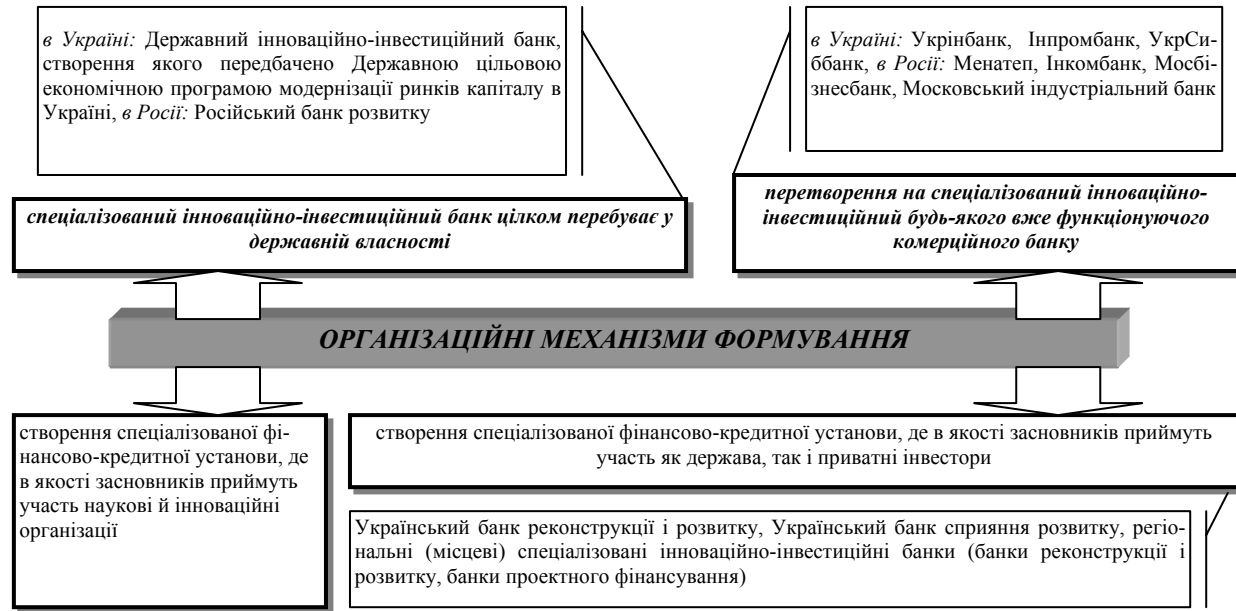 в Україні: Державний інноваційно-інвестиційний банк,
створення якого передбачено Державною цільовою
економічною програмою модернізації ринків капіталу в
Україні, в Росії: Російський банк розвитку
в Україні: Укрінбанк, Інпромбанк, УкрСи-
ббанк, в Росії: Менатеп, Інкомбанк, Мосбі-
знесбанк, Московський індустріальний банк
спеціалізований інноваційно-інвестиційний банк цілком перебуває у
державній власності
перетворення на спеціалізований інноваційно-
інвестиційний будь-якого вже функціонуючого
комерційного банку
ОРГАНІЗАЦІЙНІ МЕХАНІЗМИ ФОРМУВАННЯ
створення спеціалізованої фі-
нансово-кредитної установи, де
в якості засновників приймуть
участь наукові й інноваційні
організації
створення спеціалізованої фінансово-кредитної установи, де в якості засновників приймуть
участь як держава, так і приватні інвестори
Український банк реконструкції і розвитку, Український банк сприяння розвитку, регіо-
нальні (місцеві) спеціалізовані інноваційно-інвестиційні банки (банки реконструкції і
розвитку, банки проектного фінансування)